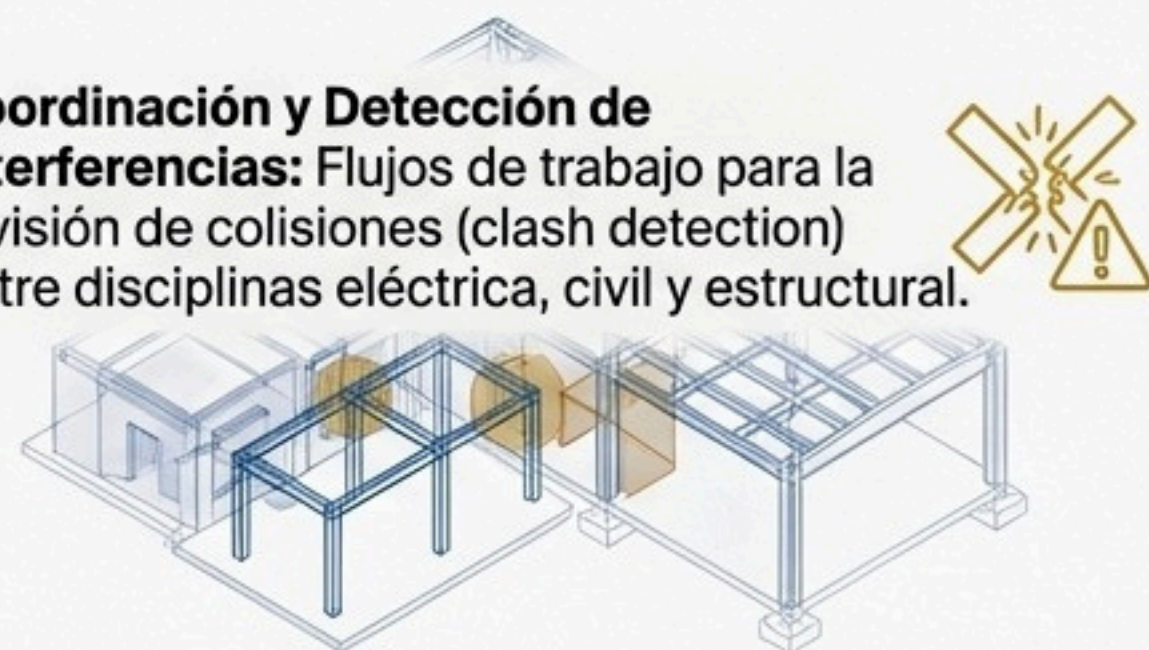 oordinación y Detección de
terferencias: Flujos de trabajo para la
visión de colisiones (clash detection)
tre disciplinas eléctrica, civil y estructural.